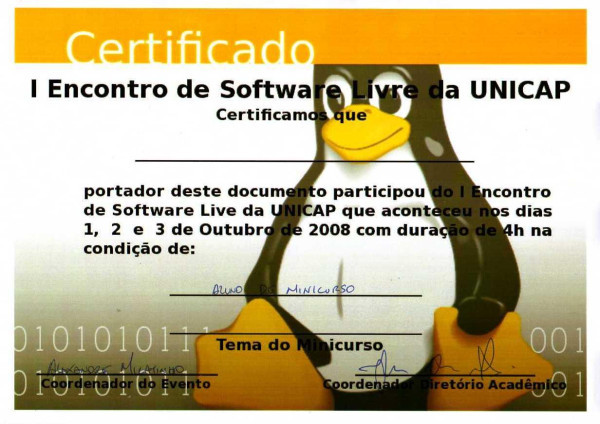 Certificado
I Encontro de Software Livre da UNICAP
Certificamos que
portador deste documento participou do I Encontro
de Software Live da UNICAP que aconteceu nos dias
1, 2 e 3 de Outubro de 2008 com duração de 4h na
condição de:
ALUNO DE MINICURSO
Tema do Minicurso
0101010111 001
Coordenador do Evento Coordenador Diretório Acadêmico